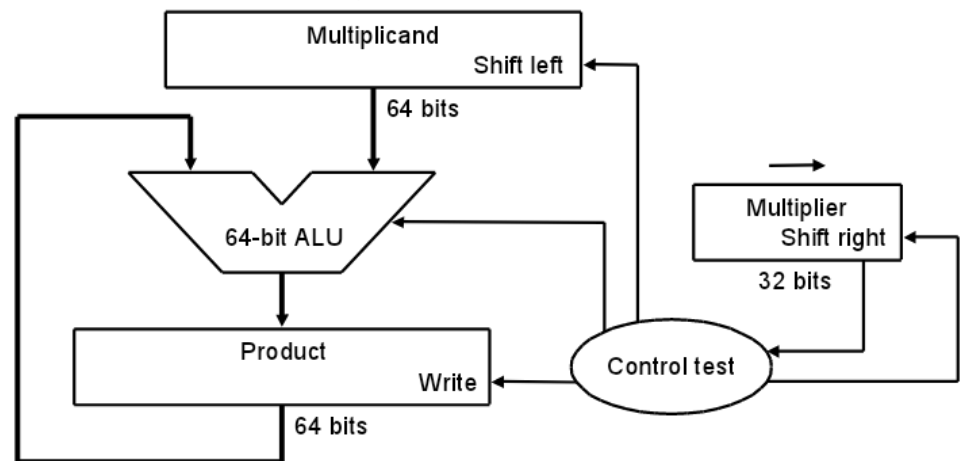 Multiplicand
Shift left
64 bits
64-bit ALU
Multiplier
Shift right
32 bits
Product
Write
64 bits
Control test